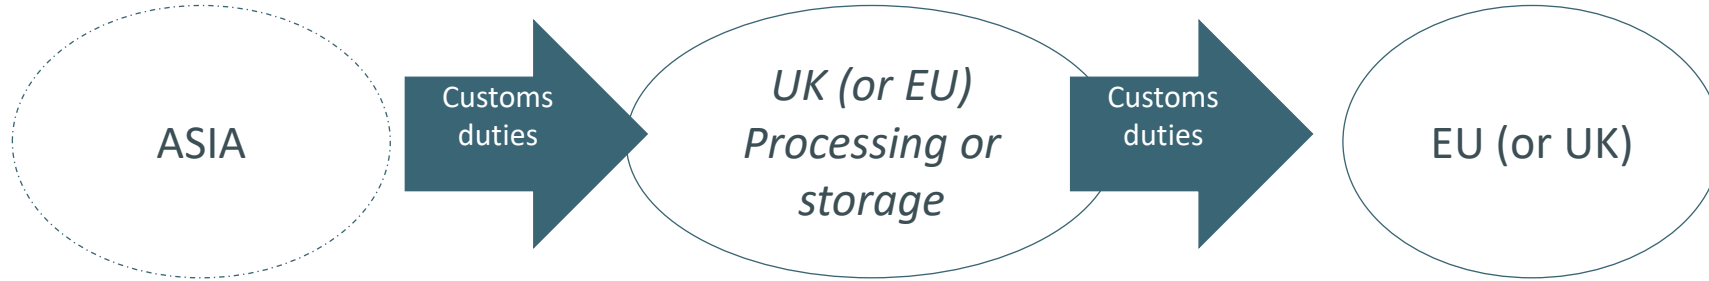 ASIA
Customs
duties
UK (or EU)
Processing or
storage
Customs
duties
EU (or UK)